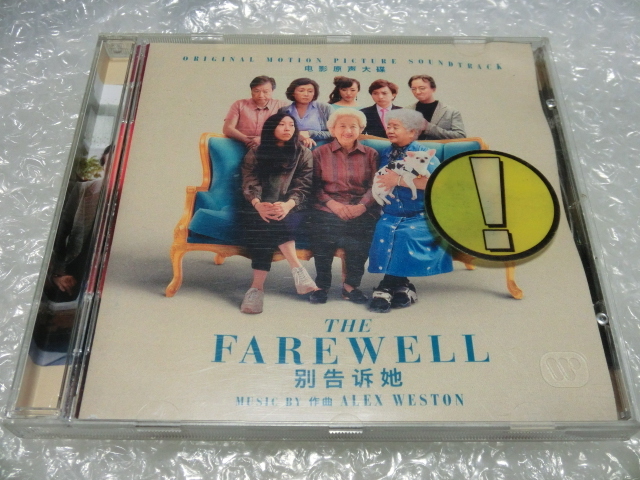 ORIGINAL MOTION PICTURE SOUNDTRACK
电影原声大碟
!
THE
FAREWELL
别告诉她
MUSIC BY 作曲 ALEX WESTON